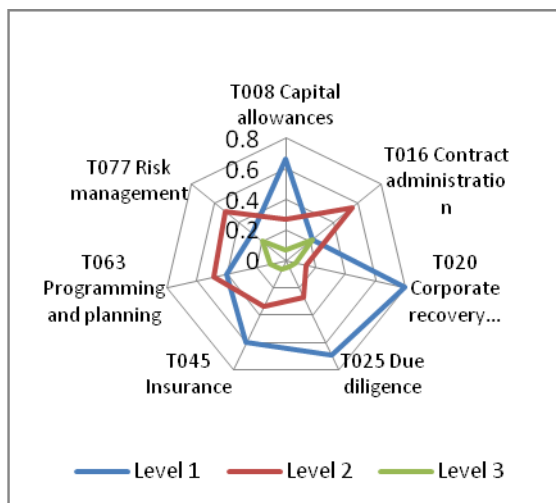 T008 Capital
allowances
T016 Contract
administratio
n
T020
Corporate
recovery...
T025 Due
diligence
T045
Insurance
T063
Programming
and planning
T077 Risk
management
0.8
0.6
0.4
0.2
0
Level 1
Level 2
Level 3